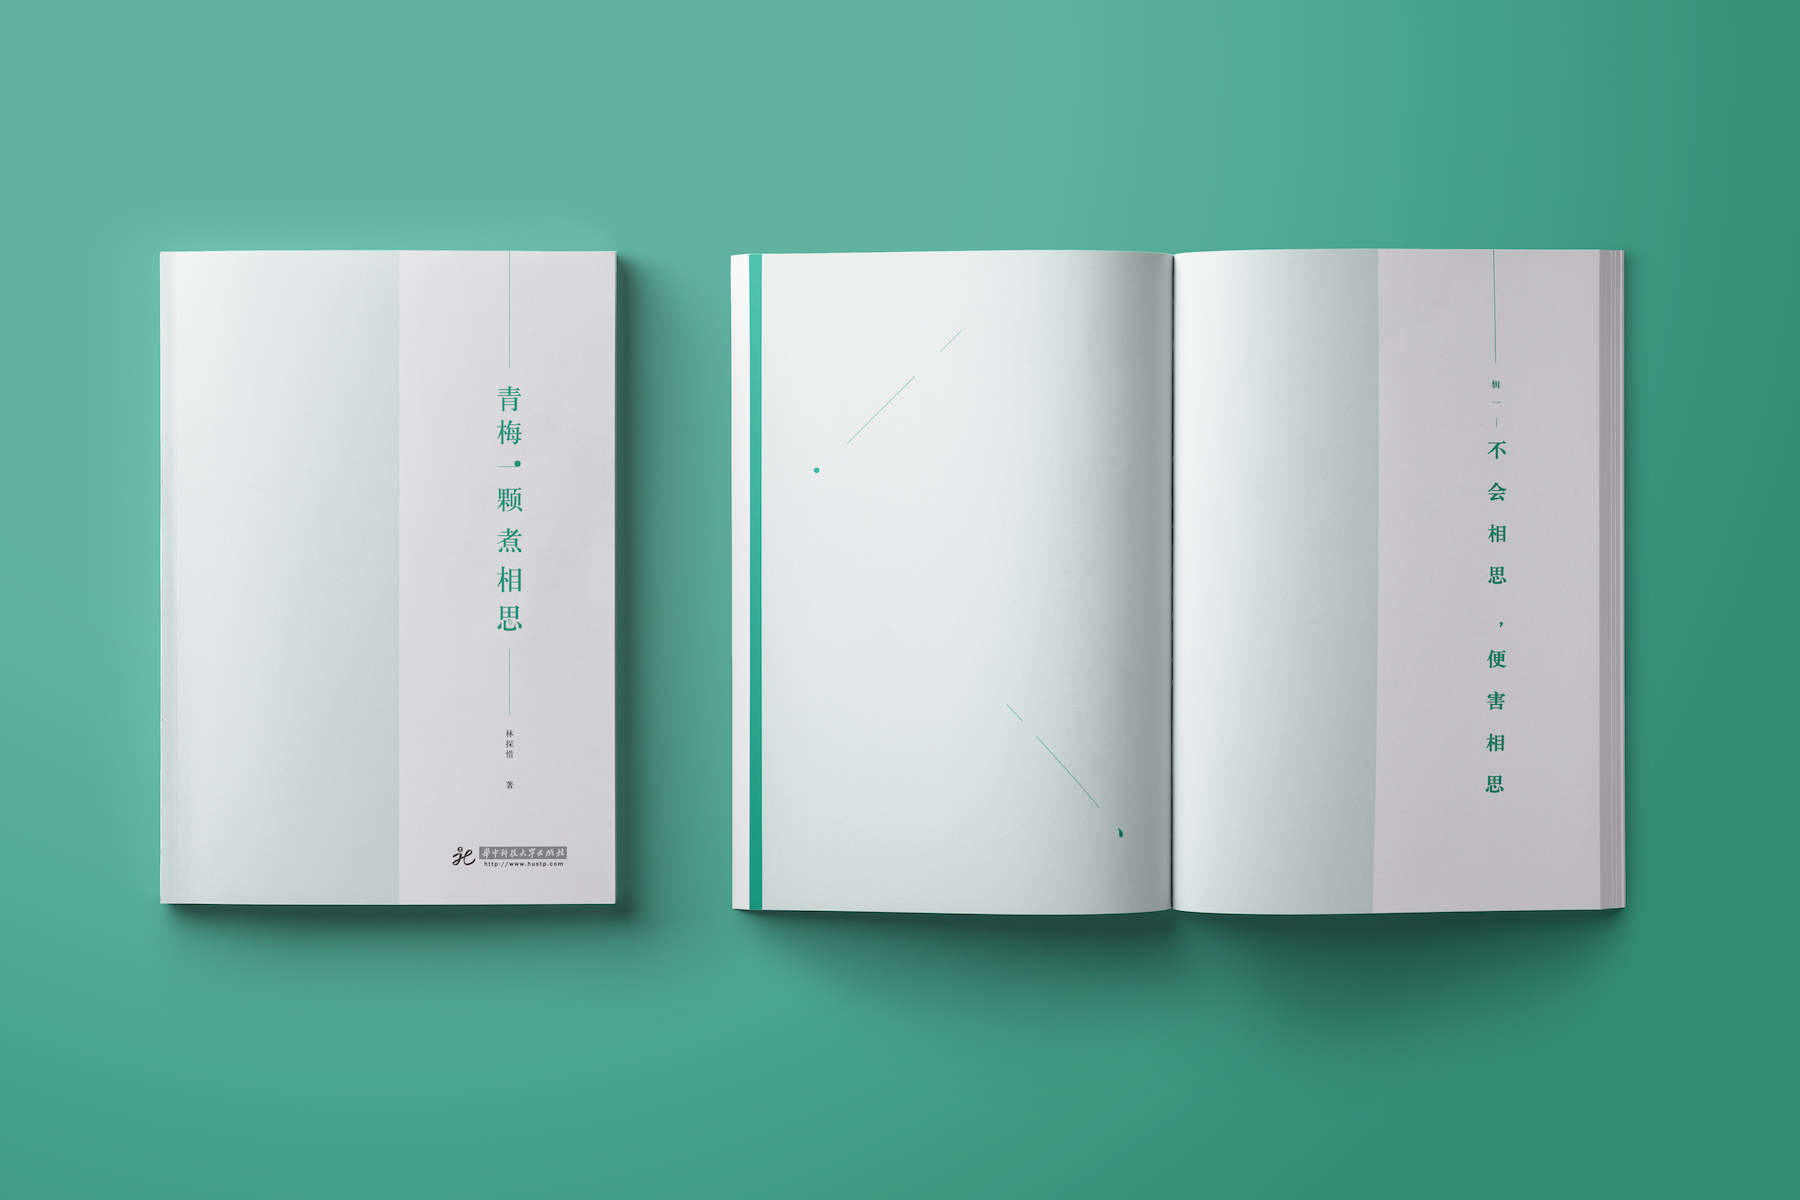 青梅一颗煮相思
林探惜 著
华中科技大学出版社
http://www.hustp.com
辑一
不会相思，便害相思